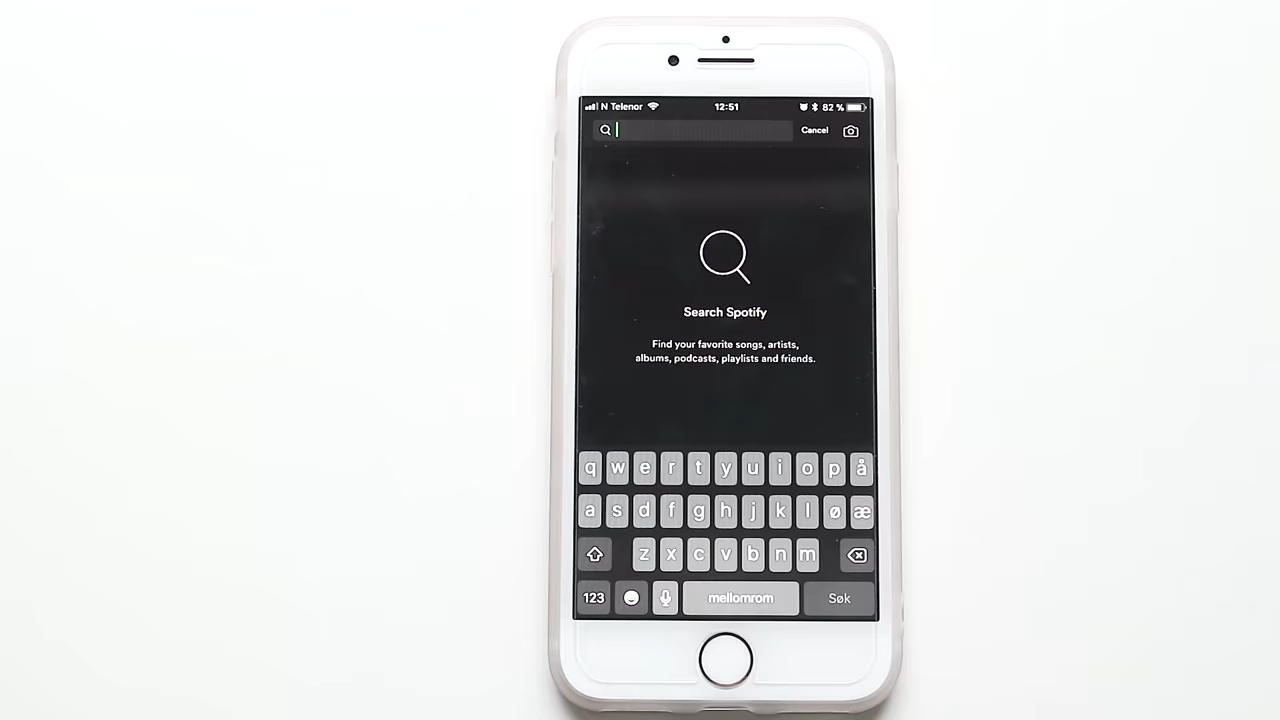 N Telenor 12:51 82 %
Cancel
Search Spotify
Find your favorite songs, artists,
albums, podcasts, playlists and friends.
q w e r t y u i o p å
a s d f g h j k l ø æ
z x c v b n m
123 mellomrom Søk